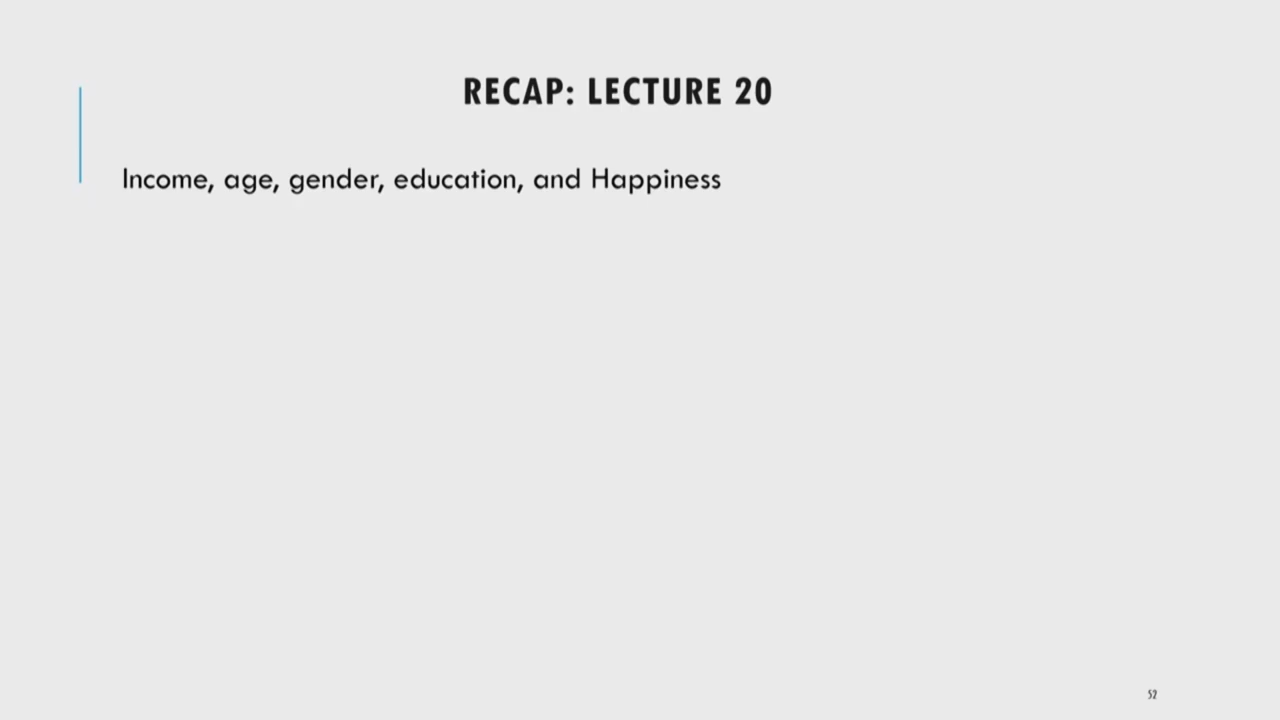 RECAP: LECTURE 20
Income, age, gender, education, and Happiness
52